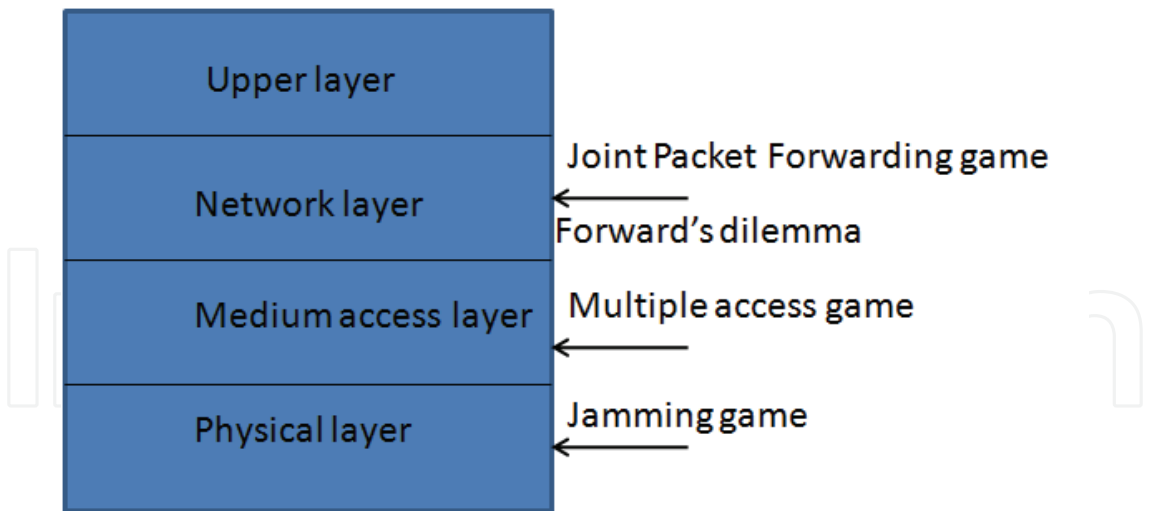 Upper layer
Joint Packet Forwarding game
Network layer
Forward's dilemma
Multiple access game
Medium access layer
Jamming game
Physical layer